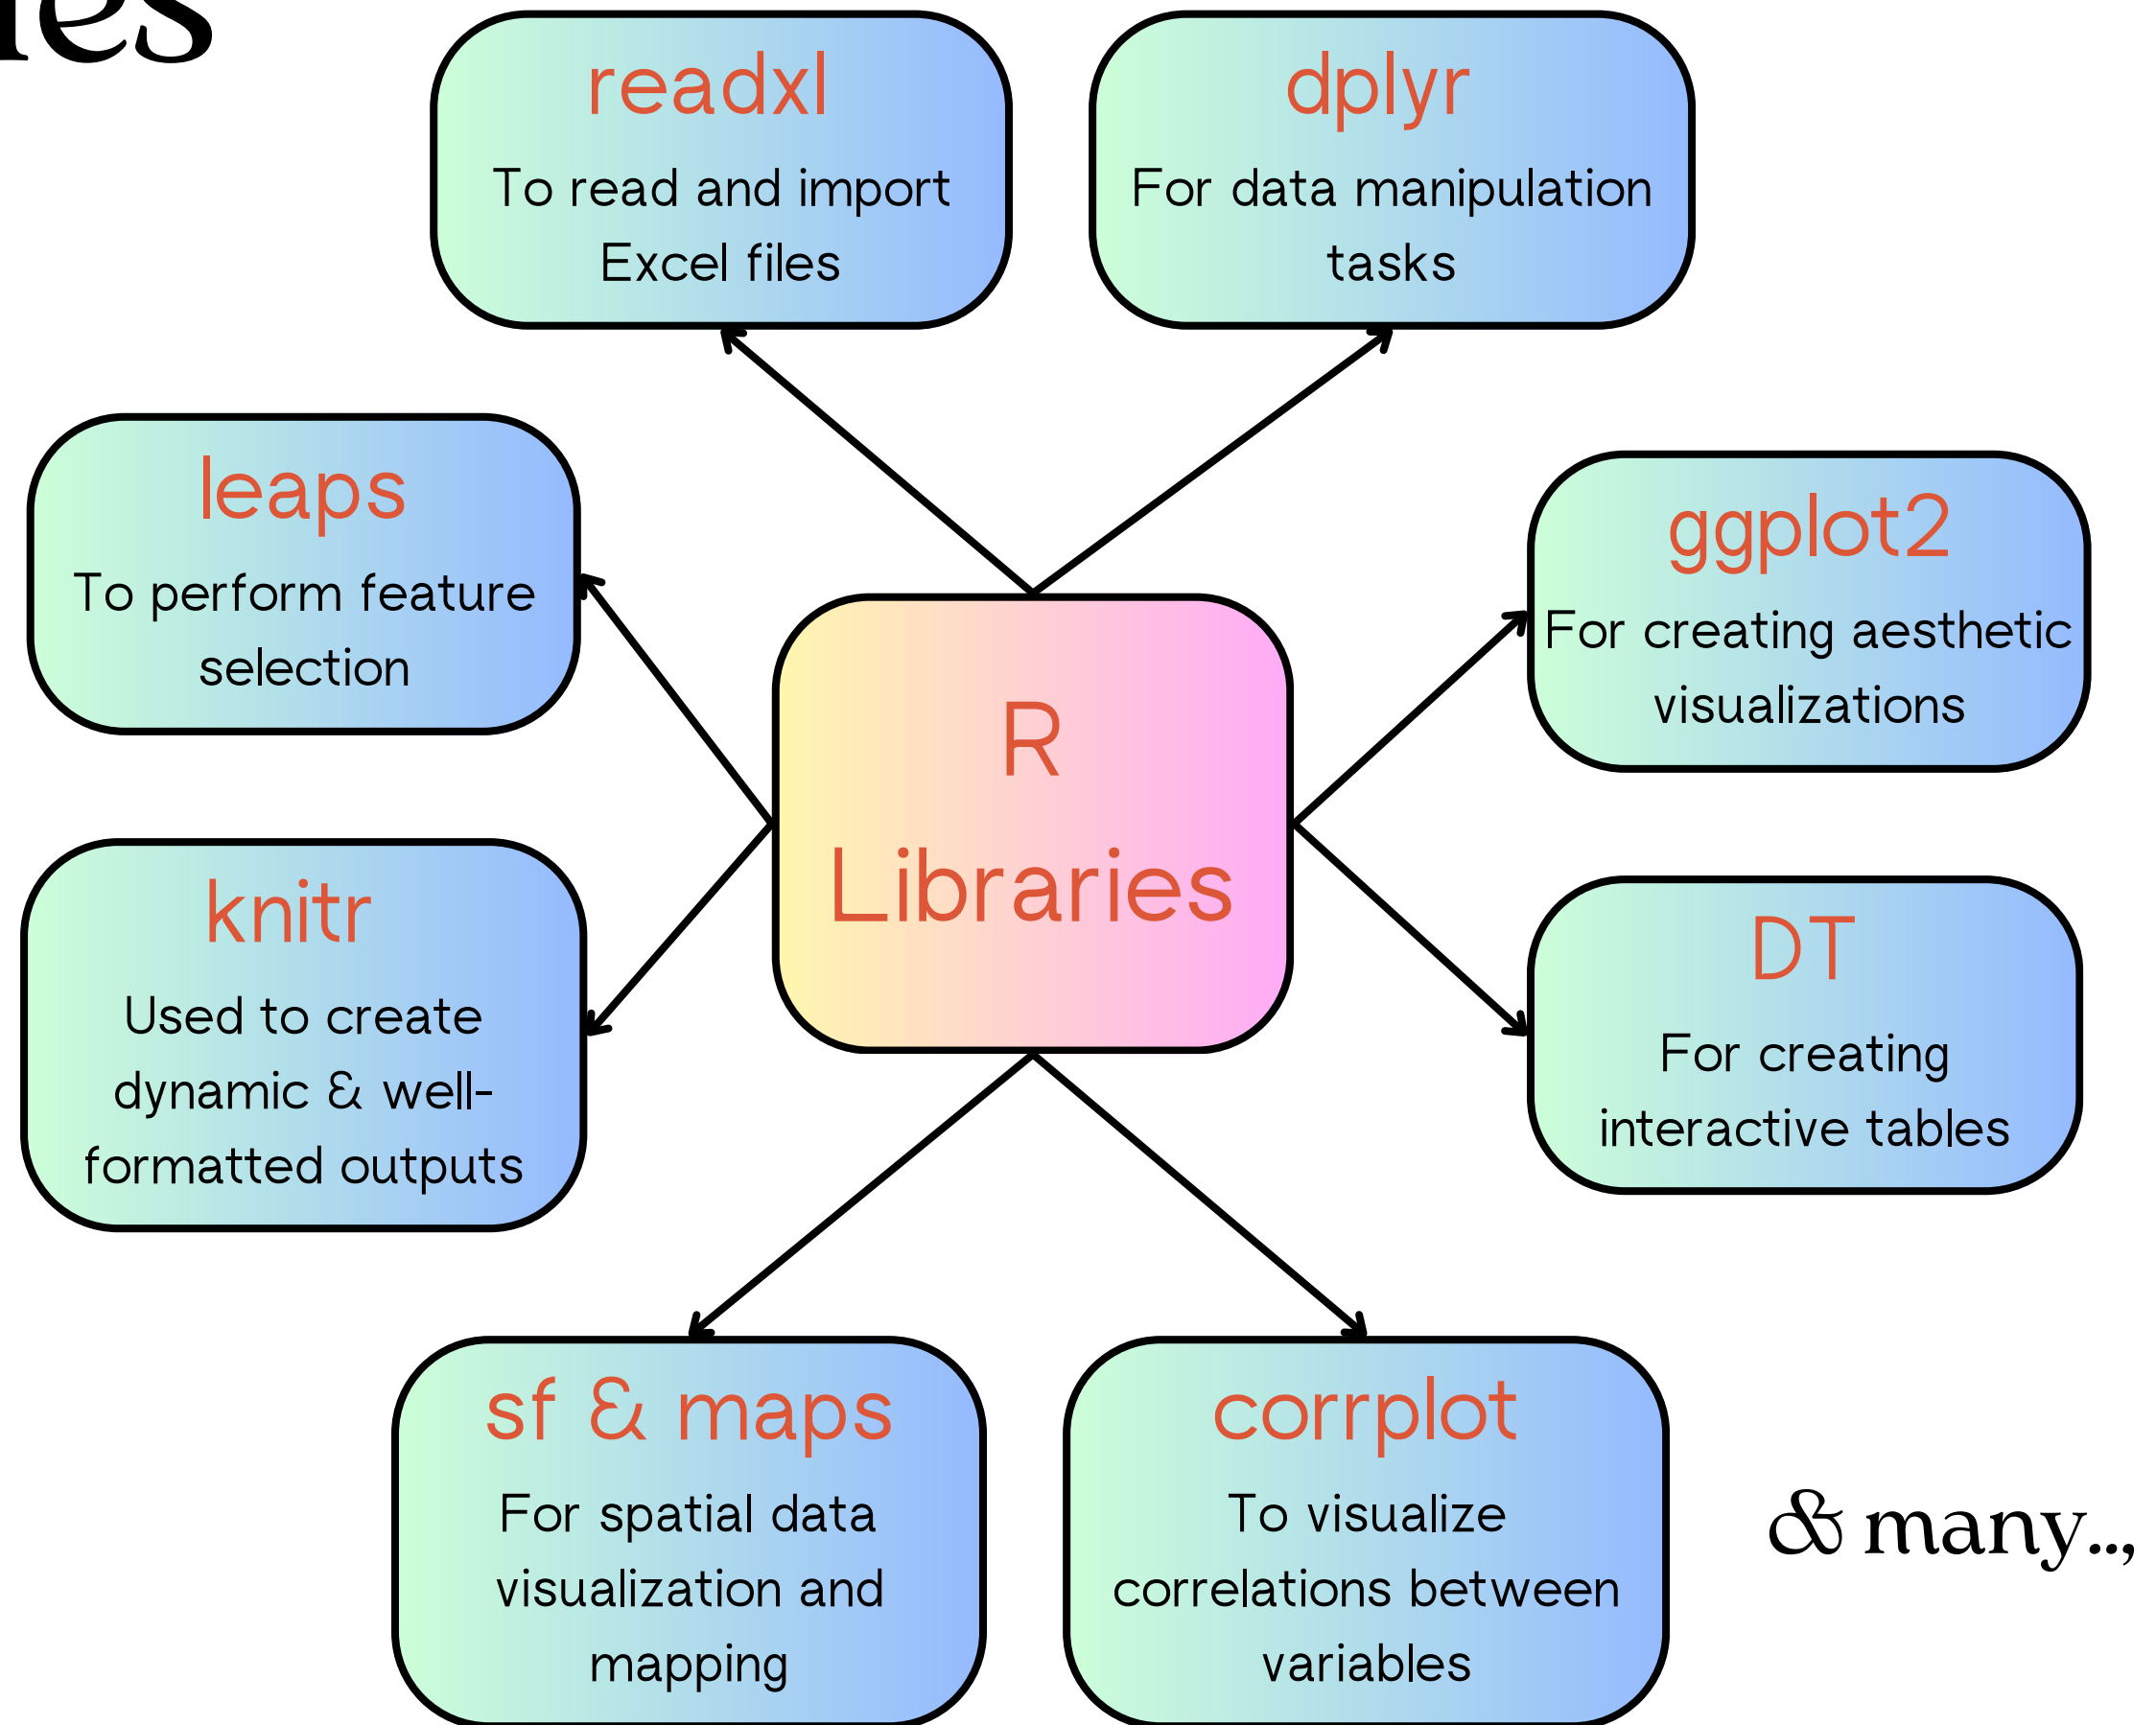 readxl
To read and import
Excel files
dplyr
For data manipulation
tasks
leaps
To perform feature
selection
ggplot2
For creating aesthetic
visualizations
R
Libraries
knitr
Used to create
dynamic & well-
formatted outputs
DT
For creating
interactive tables
sf & maps
For spatial data
visualization and
mapping
corrplot
To visualize
correlations between
variables
& many...,